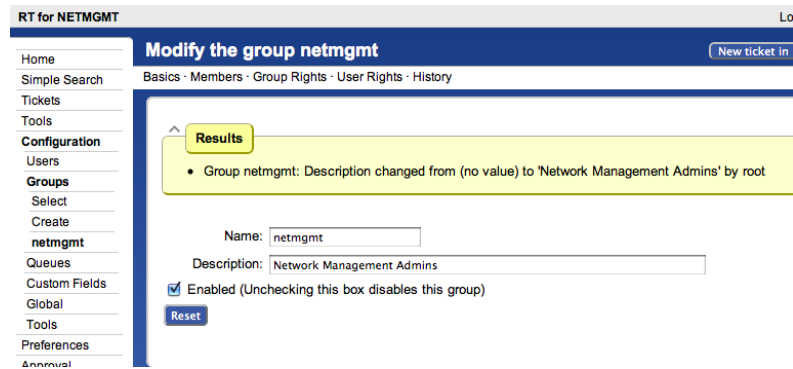 RT for NETMGMT
Lo
Home
Simple Search
Tickets
Tools
Configuration
Users
Groups
Select
Create
netmgmt
Queues
Custom Fields
Global
Tools
Preferences
Approval
Modify the group netmgmt
New ticket in
Basics · Members · Group Rights · User Rights · History
Results
• Group netmgmt: Description changed from (no value) to 'Network Management Admins' by root
Name: netmgmt
Description: Network Management Admins
Enabled (Unchecking this box disables this group)
Reset